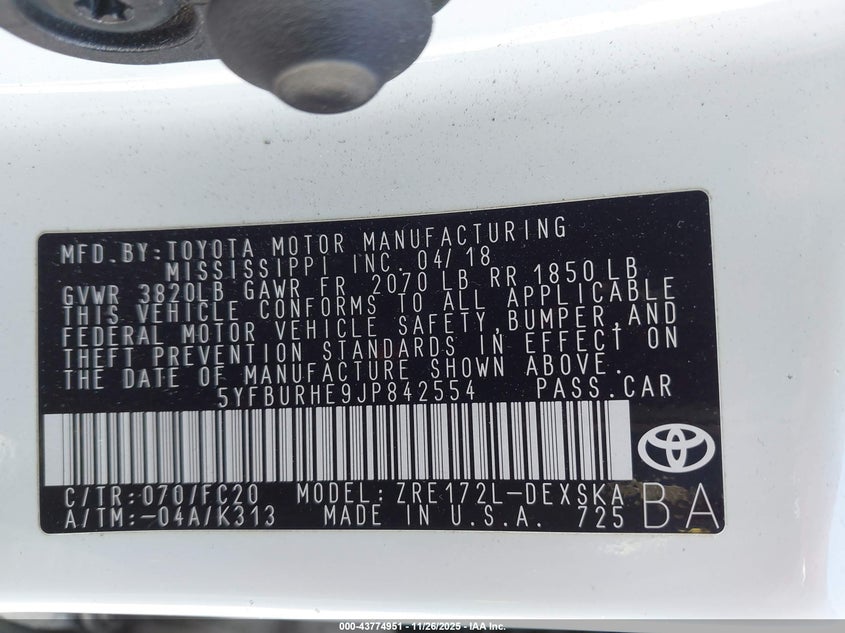 MFD.BY:TOYOTA MOTOR MANUFACTURING
MISSISSIPPI INC. 04/18
GVWR 3820LB GAWR FR 2070 LB RR 1850 LB
THIS VEHICLE CONFORMS TO ALL APPLICABLE
FEDERAL MOTOR VEHICLE SAFETY,BUMPER,AND
THEFT PREVENTION STANDARDS IN EFFECT ON
THE DATE OF MANUFACTURE SHOWN ABOVE.
5YFBURHE9JP842554 PASS.CAR
C/TR:070/FC20 MODEL:ZRE172L-DEXSKA
A/TM:-04A/K313 MADE IN U.S.A. 725 BA
000-43774951 - 11/26/2025 - IAA Inc.